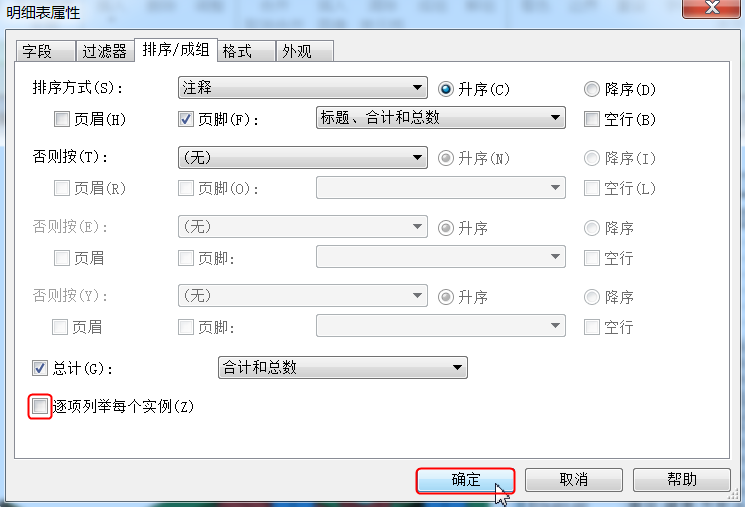 明细表属性
字段 过滤器 排序/成组 格式 外观
排序方式(S): 注释 升序(C) 降序(D)
页眉(H) 页脚(F): 标题、合计和总数 空行(B)
否则按(T): (无) 升序(N) 降序(I)
页眉(R) 页脚(O): 空行(L)
否则按(E): (无) 升序 降序
页眉 页脚: 空行
否则按(Y): (无) 升序 降序
页眉 页脚: 空行
总计(G): 合计和总数
逐项列举每个实例(Z)
确定 取消 帮助